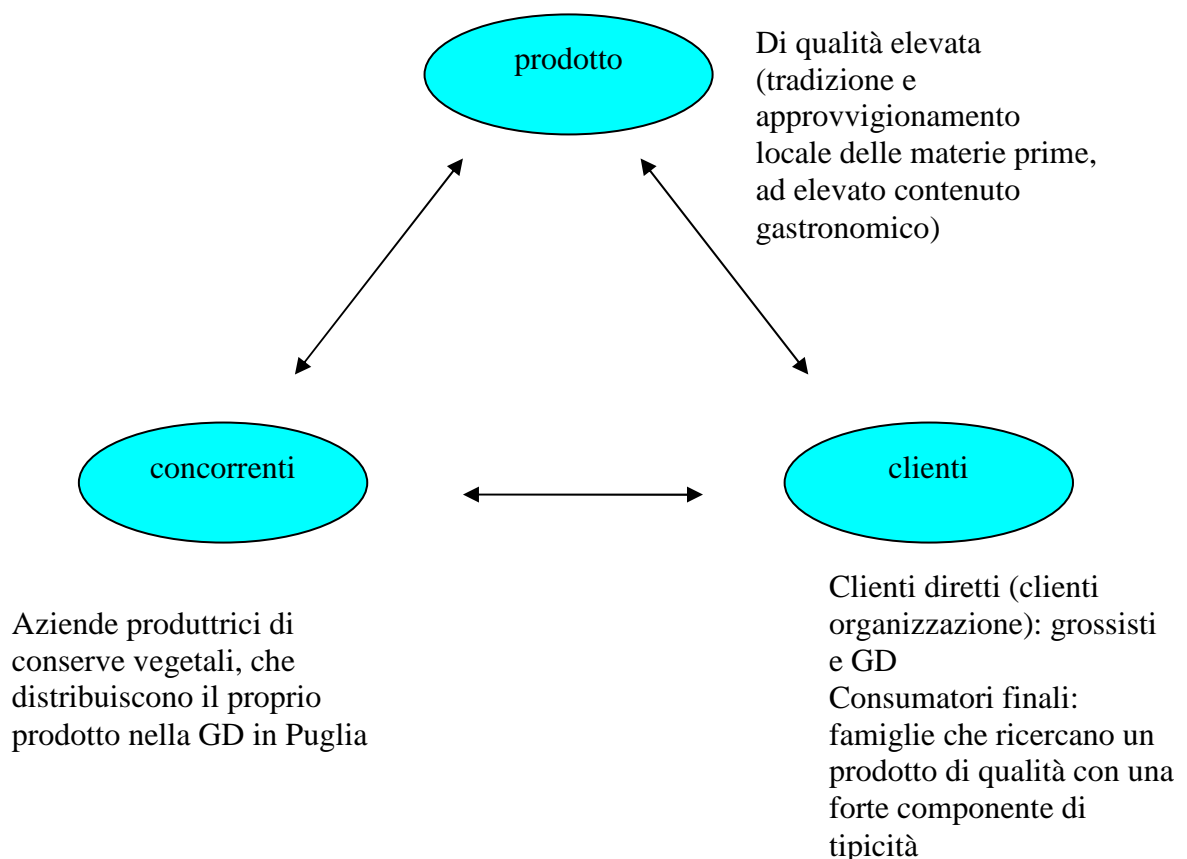 prodotto
Di qualità elevata
(tradizione e
approvvigionamento
locale delle materie prime,
ad elevato contenuto
gastronomico)
concorrenti
clienti
Aziende produttrici di
conserve vegetali, che
distribuiscono il proprio
prodotto nella GD in Puglia
Clienti diretti (clienti
organizzazione): grossisti
e GD
Consumatori finali:
famiglie che ricercano un
prodotto di qualità con una
forte componente di
tipicità